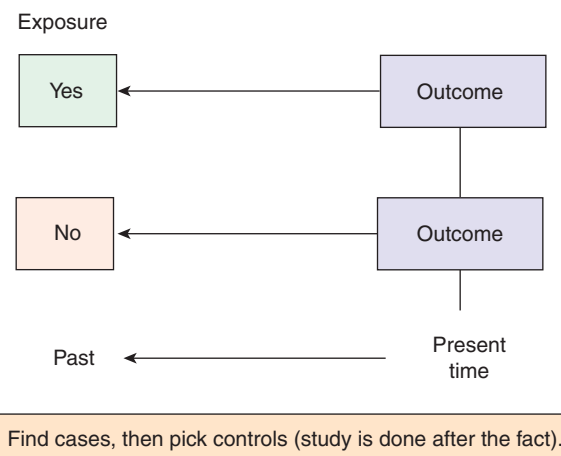 Exposure
Yes
Outcome
No
Outcome
Past
Present
time
Find cases, then pick controls (study is done after the fact).